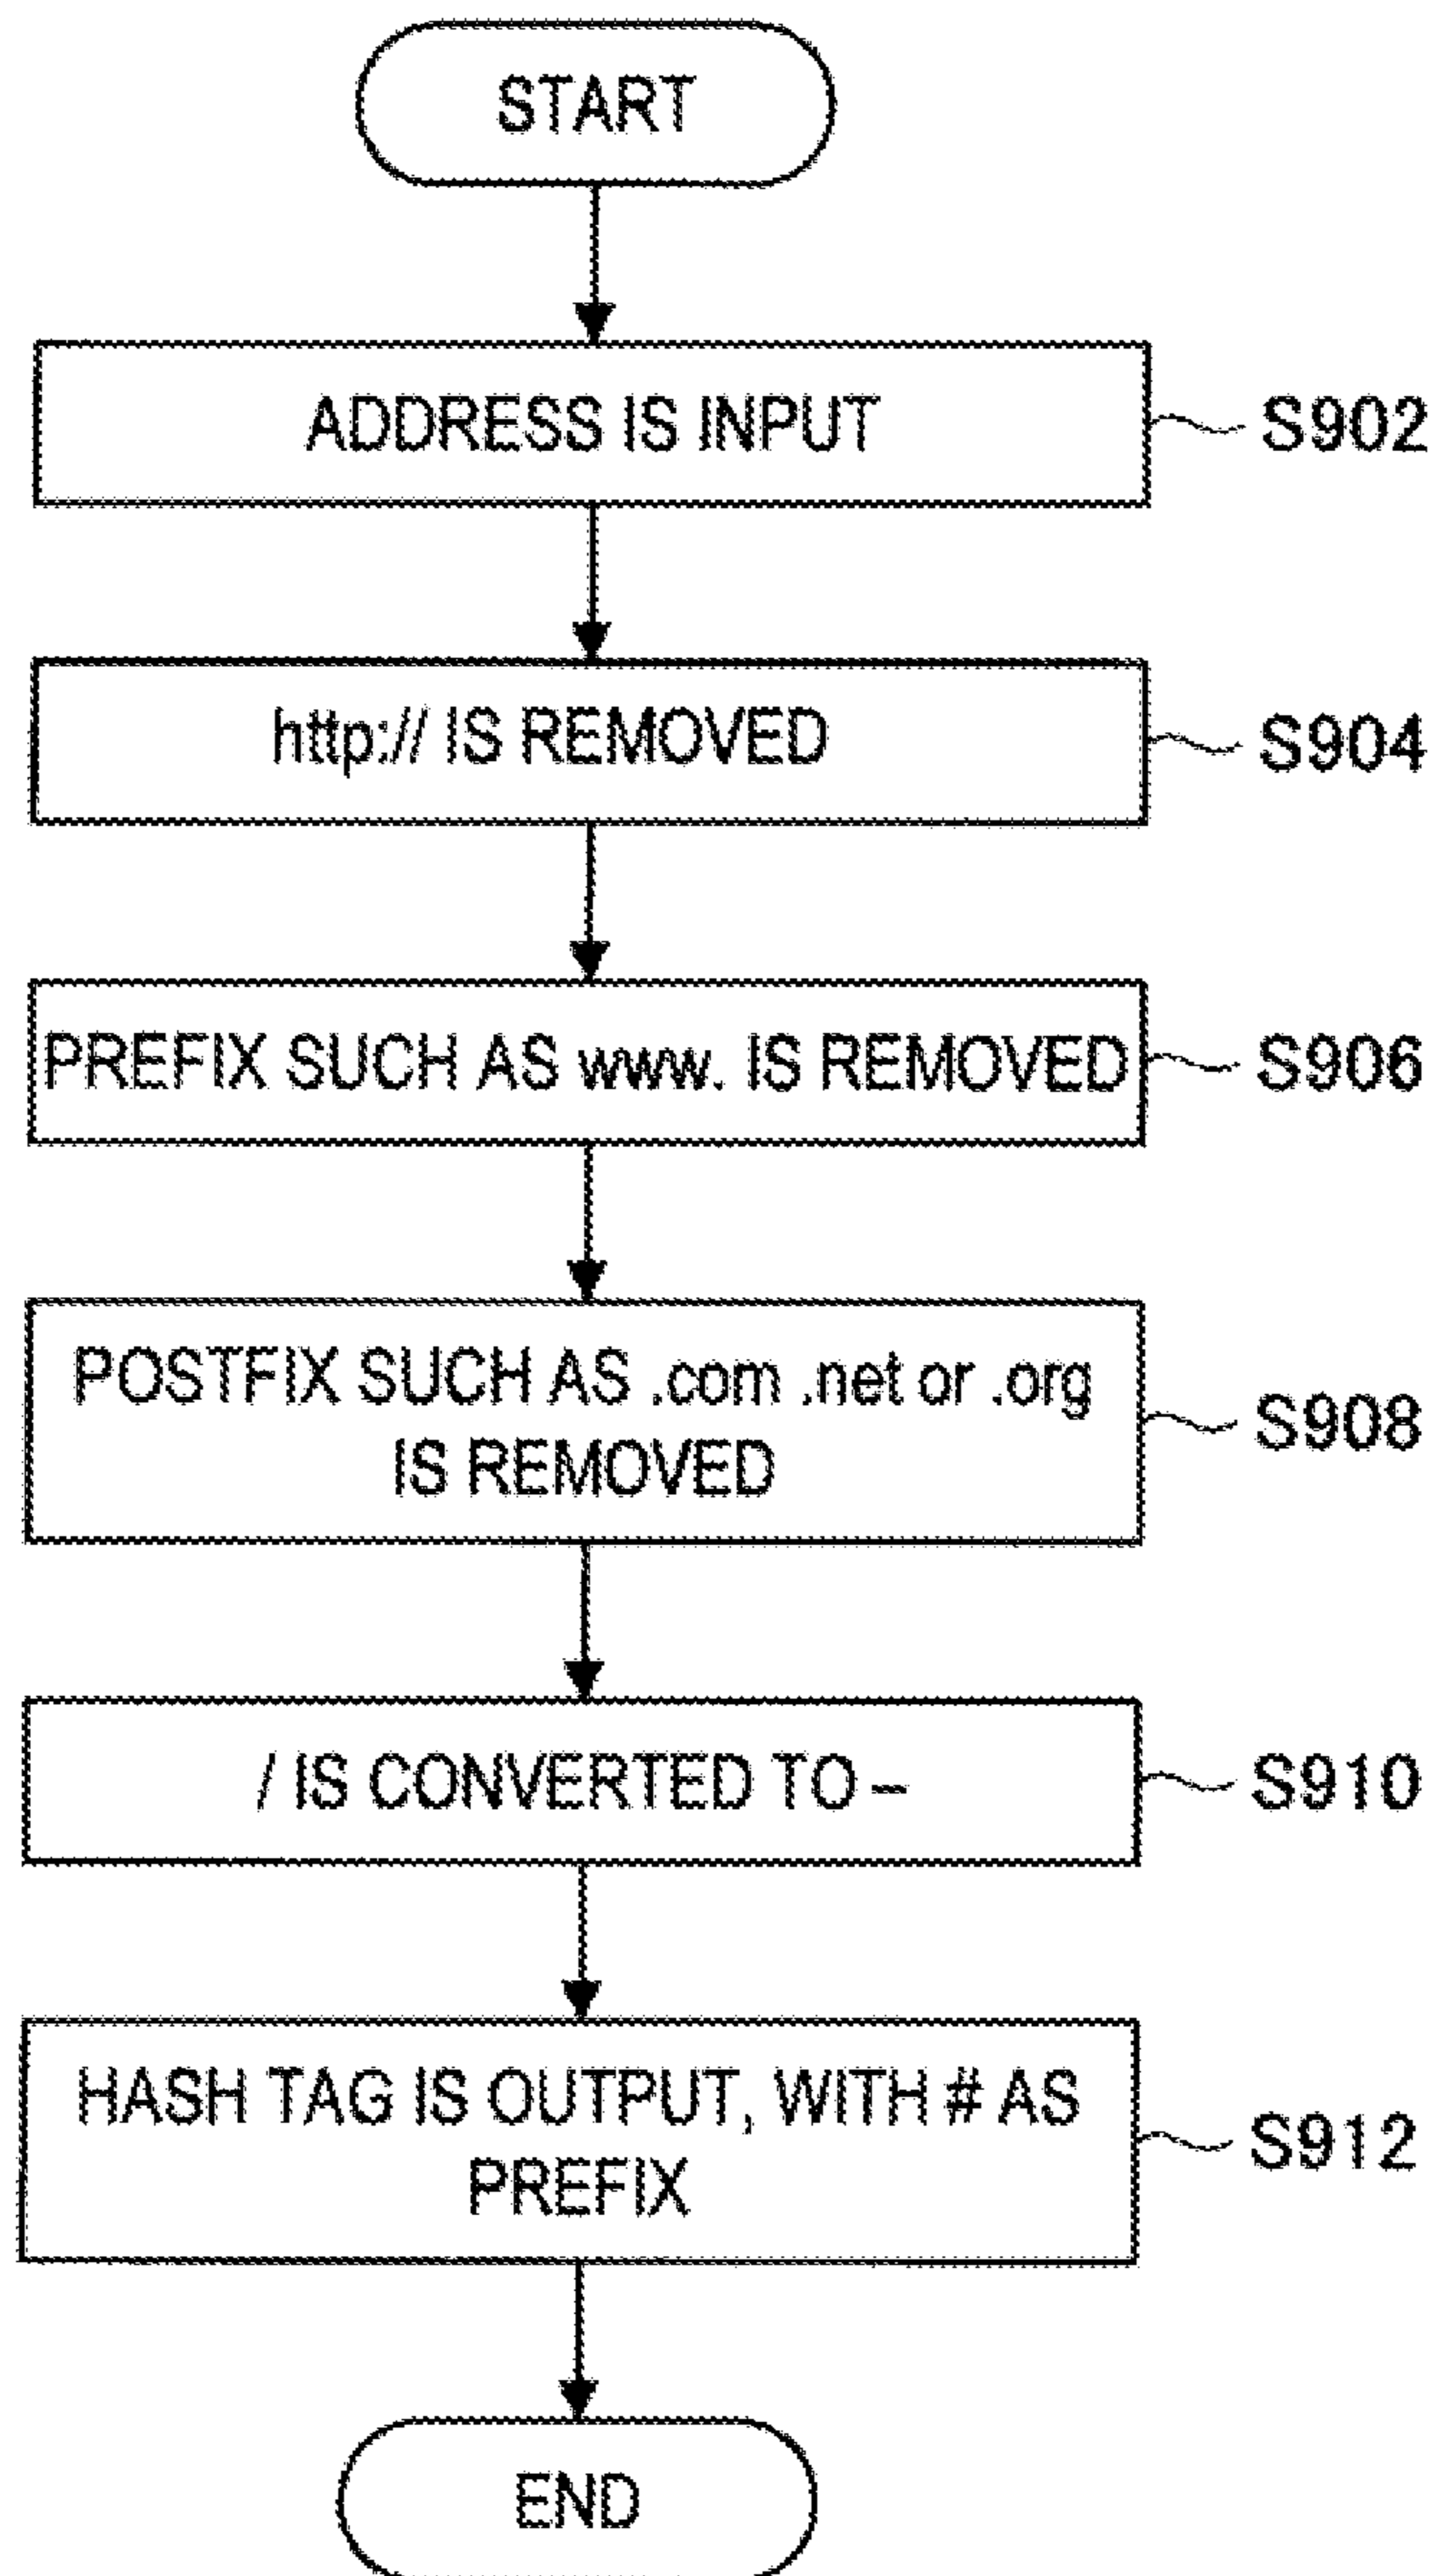 START
ADDRESS IS INPUT
S902
http:// IS REMOVED
S904
PREFIX SUCH AS www. IS REMOVED
S906
POSTFIX SUCH AS .com .net or .org
IS REMOVED
S908
/ IS CONVERTED TO –
S910
HASH TAG IS OUTPUT, WITH # AS
PREFIX
S912
END